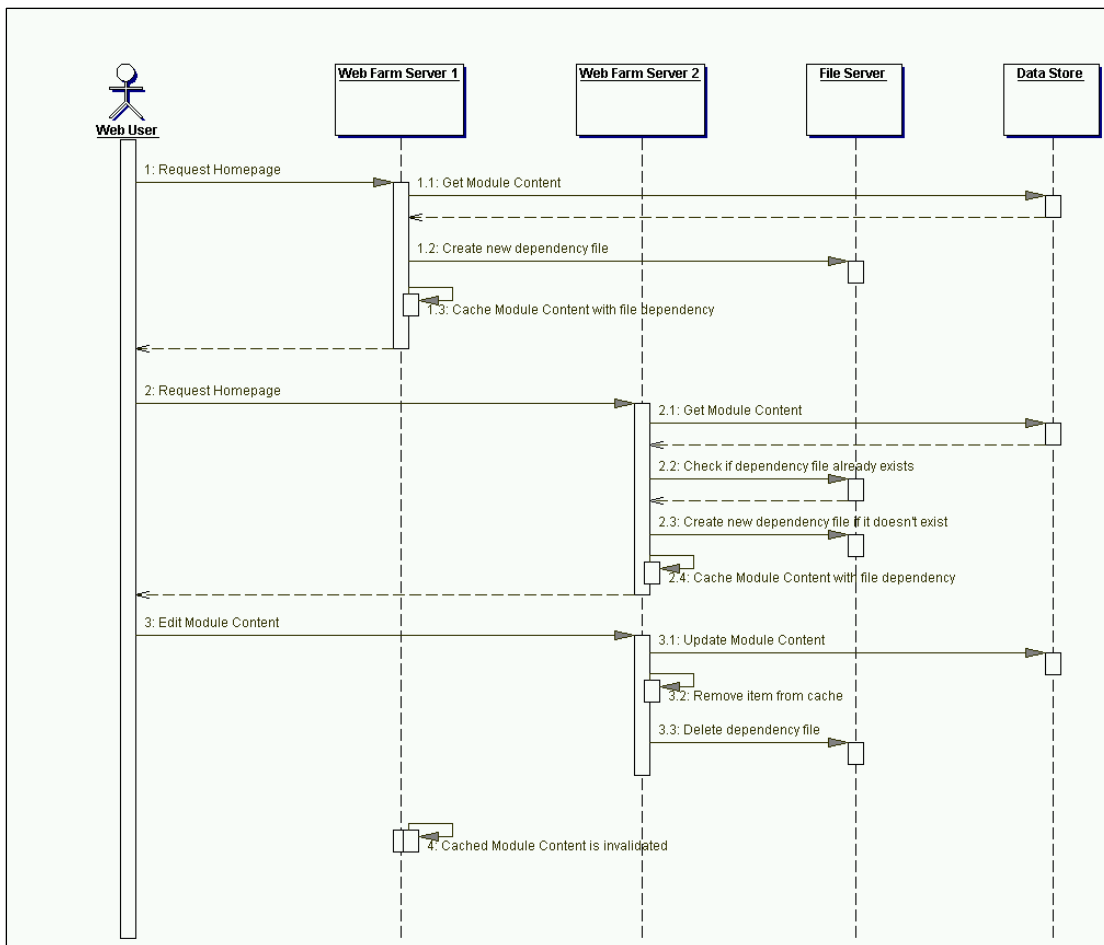 Web Farm Server 1
Web Farm Server 2
File Server
Data Store
Web User
1: Request Homepage
1.1: Get Module Content
1.2: Create new dependency file
1.3: Cache Module Content with file dependency
2: Request Homepage
2.1: Get Module Content
2.2: Check if dependency file already exists
2.3: Create new dependency file if it doesn't exist
2.4: Cache Module Content with file dependency
3: Edit Module Content
3.1: Update Module Content
3.2: Remove item from cache
3.3: Delete dependency file
4: Cached Module Content is invalidated